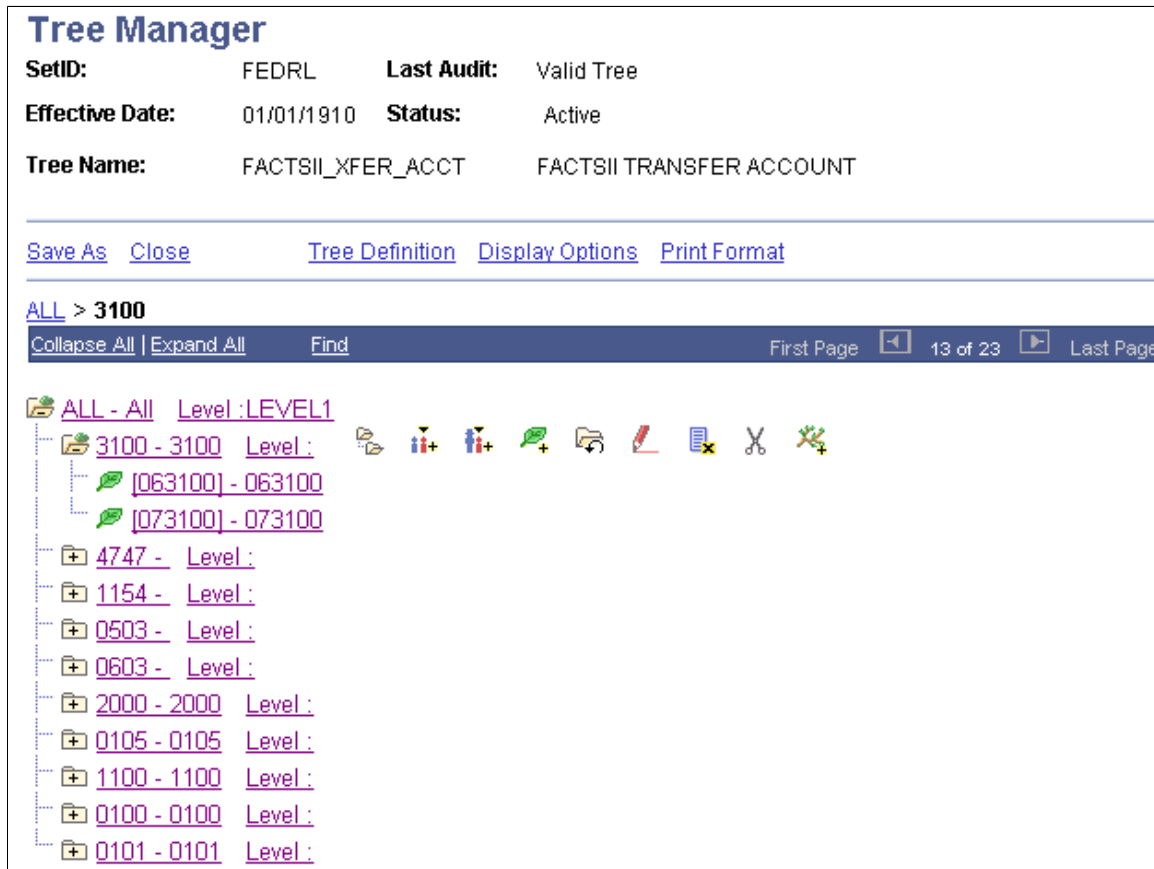 Tree Manager
SetID: FEDRL Last Audit: Valid Tree
Effective Date: 01/01/1910 Status: Active
Tree Name: FACTSII_XFER_ACCT FACTSII TRANSFER ACCOUNT
Save As Close Tree Definition Display Options Print Format
ALL > 3100
Collapse All | Expand All Find First Page 13 of 23 Last Page
ALL - All Level :LEVEL1
3100 - 3100 Level :
[063100] - 063100
[073100] - 073100
4747 - Level :
1154 - Level :
0503 - Level :
0603 - Level :
2000 - 2000 Level :
0105 - 0105 Level :
1100 - 1100 Level :
0100 - 0100 Level :
0101 - 0101 Level :